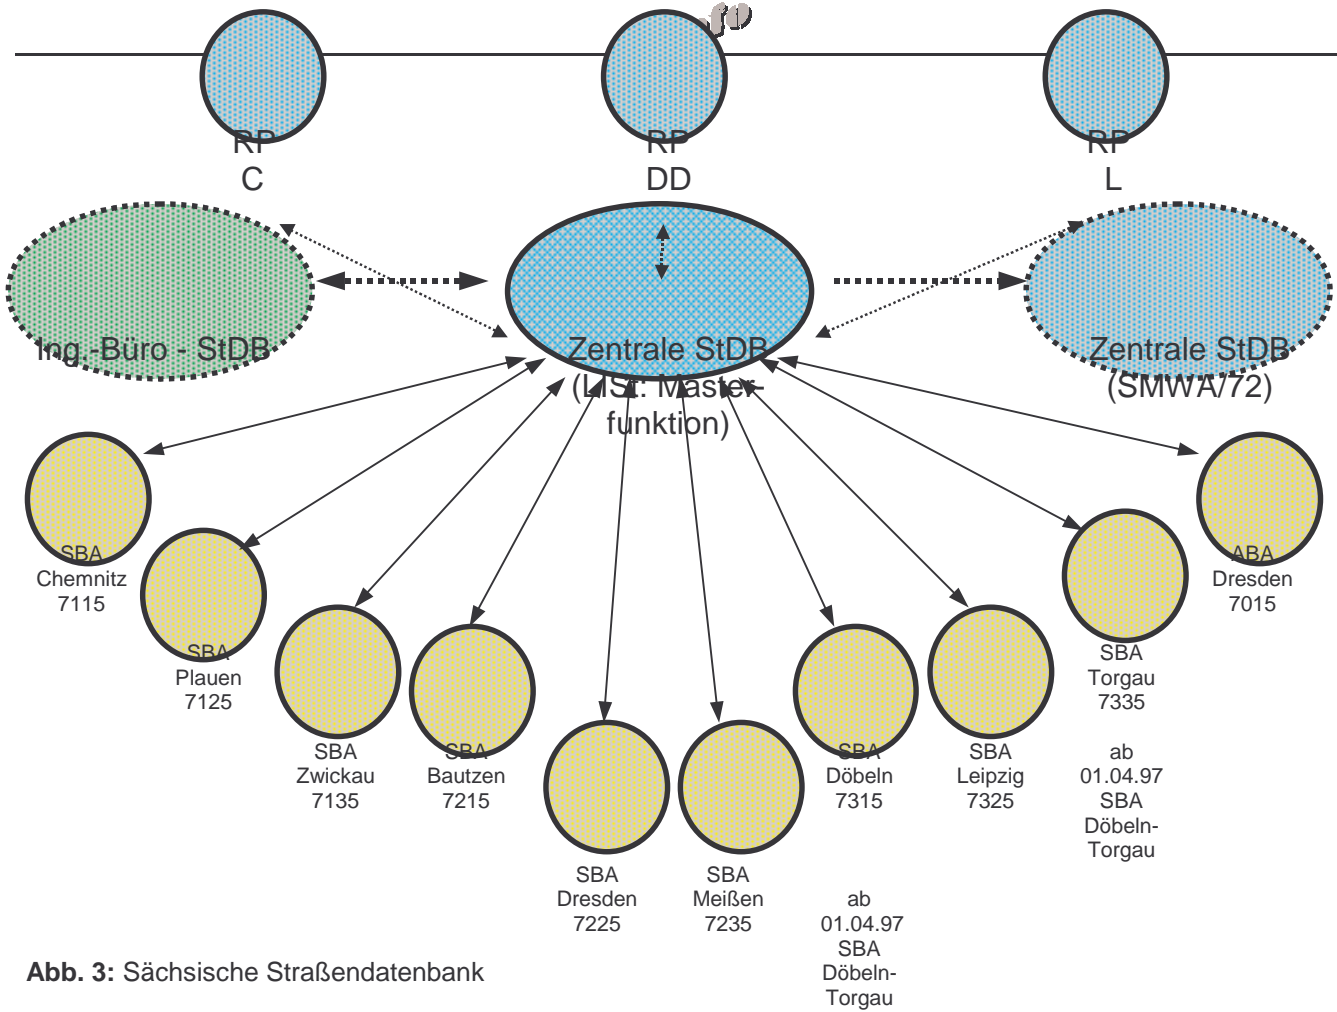 RP
C
RP
DD
RP
L
Ing.-Büro - StDB
Zentrale StDB
(LISt: Master-
funktion)
Zentrale StDB
(SMWA/72)
SBA
Chemnitz
7115
SBA
Plauen
7125
SBA
Zwickau
7135
SBA
Bautzen
7215
SBA
Dresden
7225
SBA
Meißen
7235
SBA
Döbeln
7315
ab
01.04.97
SBA
Döbeln-
Torgau
SBA
Leipzig
7325
SBA
Torgau
7335
ab
01.04.97
SBA
Döbeln-
Torgau
ABA
Dresden
7015
Abb. 3: Sächsische Straßendatenbank